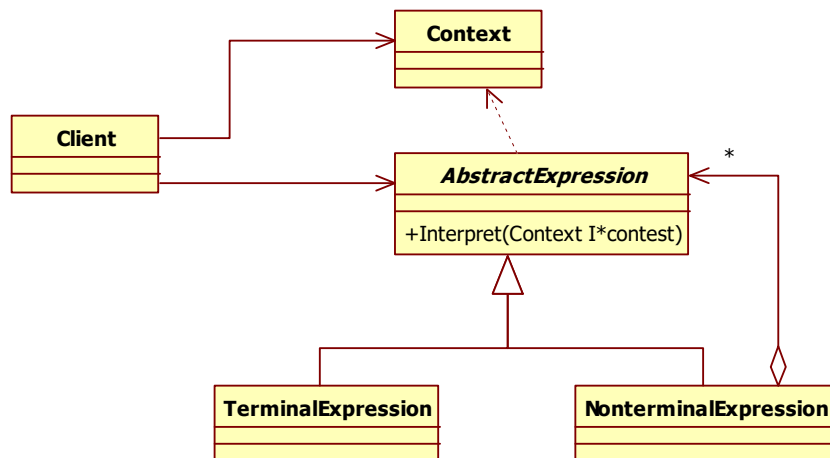 Context
Client
AbstractExpression
*
+Interpret(Context I*contest)
TerminalExpression
NonterminalExpression